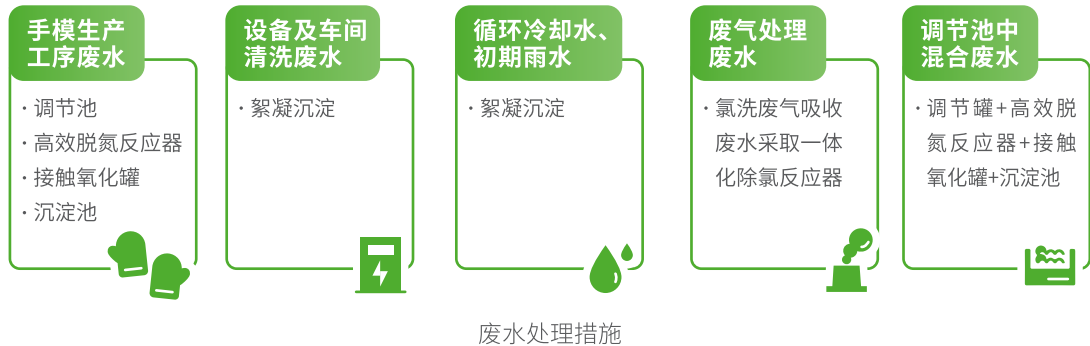 手模生产
工序废水
· 调节池
· 高效脱氮反应器
· 接触氧化罐
· 沉淀池
设备及车间
清洗废水
· 絮凝沉淀
循环冷却水、
初期雨水
· 絮凝沉淀
废气处理
废水
· 氯洗废气吸收
废水采取一体
化除氯反应器
调节池中
混合废水
· 调节罐+高效脱
氮反应器+接触
氧化罐+沉淀池
废水处理措施